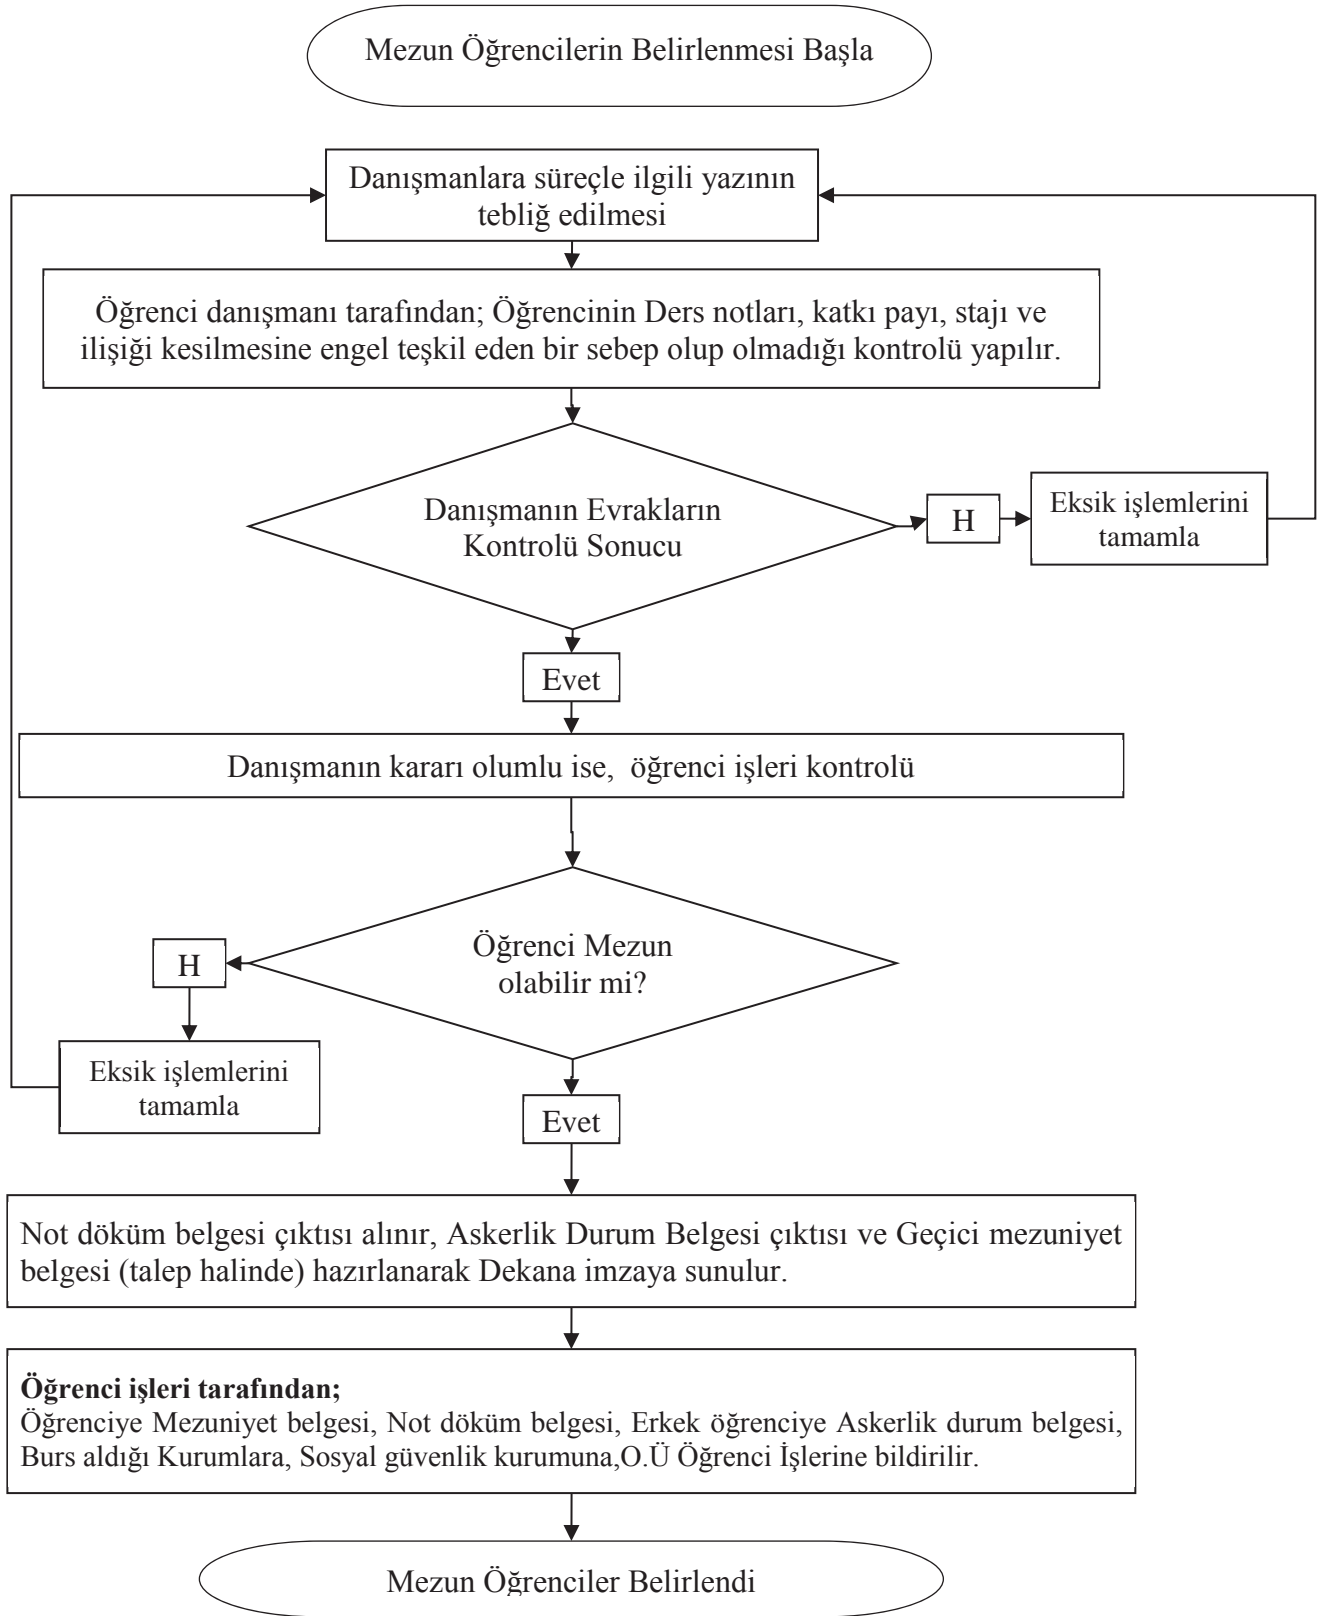 Mezun Öğrencilerin Belirlenmesi Başla
Danışmanlara süreçle ilgili yazının
tebliğ edilmesi
Öğrenci danışmanı tarafından; Öğrencinin Ders notları, katkı payı, stajı ve
ilişiği kesilmesine engel teşkil eden bir sebep olup olmadığı kontrolü yapılır.
Danışmanın Evrakların
Kontrolü Sonucu
H
Eksik işlemlerini
tamamla
Evet
Danışmanın kararı olumlu ise, öğrenci işleri kontrolü
Öğrenci Mezun
olabilir mi?
H
Eksik işlemlerini
tamamla
Evet
Not döküm belgesi çıktısı alınır, Askerlik Durum Belgesi çıktısı ve Geçici mezuniyet
belgesi (talep halinde) hazırlanarak Dekana imzaya sunulur.
Öğrenci işleri tarafından;
Öğrenciye Mezuniyet belgesi, Not döküm belgesi, Erkek öğrenciye Askerlik durum belgesi,
Burs aldığı Kurumlara, Sosyal güvenlik kurumuna,O.Ü Öğrenci İşlerine bildirilir.
Mezun Öğrenciler Belirlendi